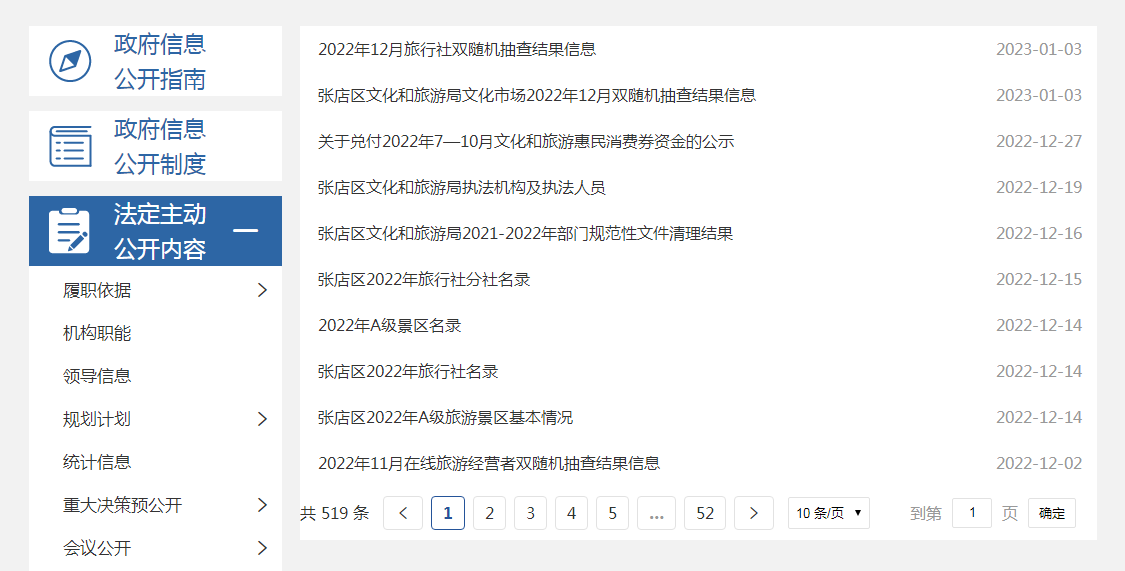 政府信息
公开指南
政府信息
公开制度
法定主动
公开内容
履职依据
机构职能
领导信息
规划计划
统计信息
重大决策预公开
会议公开
2022年12月旅行社双随机抽查结果信息 2023-01-03
张店区文化和旅游局文化市场2022年12月双随机抽查结果信息 2023-01-03
关于兑付2022年7—10月文化和旅游惠民消费券资金的公示 2022-12-27
张店区文化和旅游局执法机构及执法人员 2022-12-19
张店区文化和旅游局2021-2022年部门规范性文件清理结果 2022-12-16
张店区2022年旅行社分社名录 2022-12-15
2022年A级景区名录 2022-12-14
张店区2022年旅行社名录 2022-12-14
张店区2022年A级旅游景区基本情况 2022-12-14
2022年11月在线旅游经营者双随机抽查结果信息 2022-12-02
共 519 条 < 1 2 3 4 5 ... 52 > 10 条/页 到第 1 页 确定